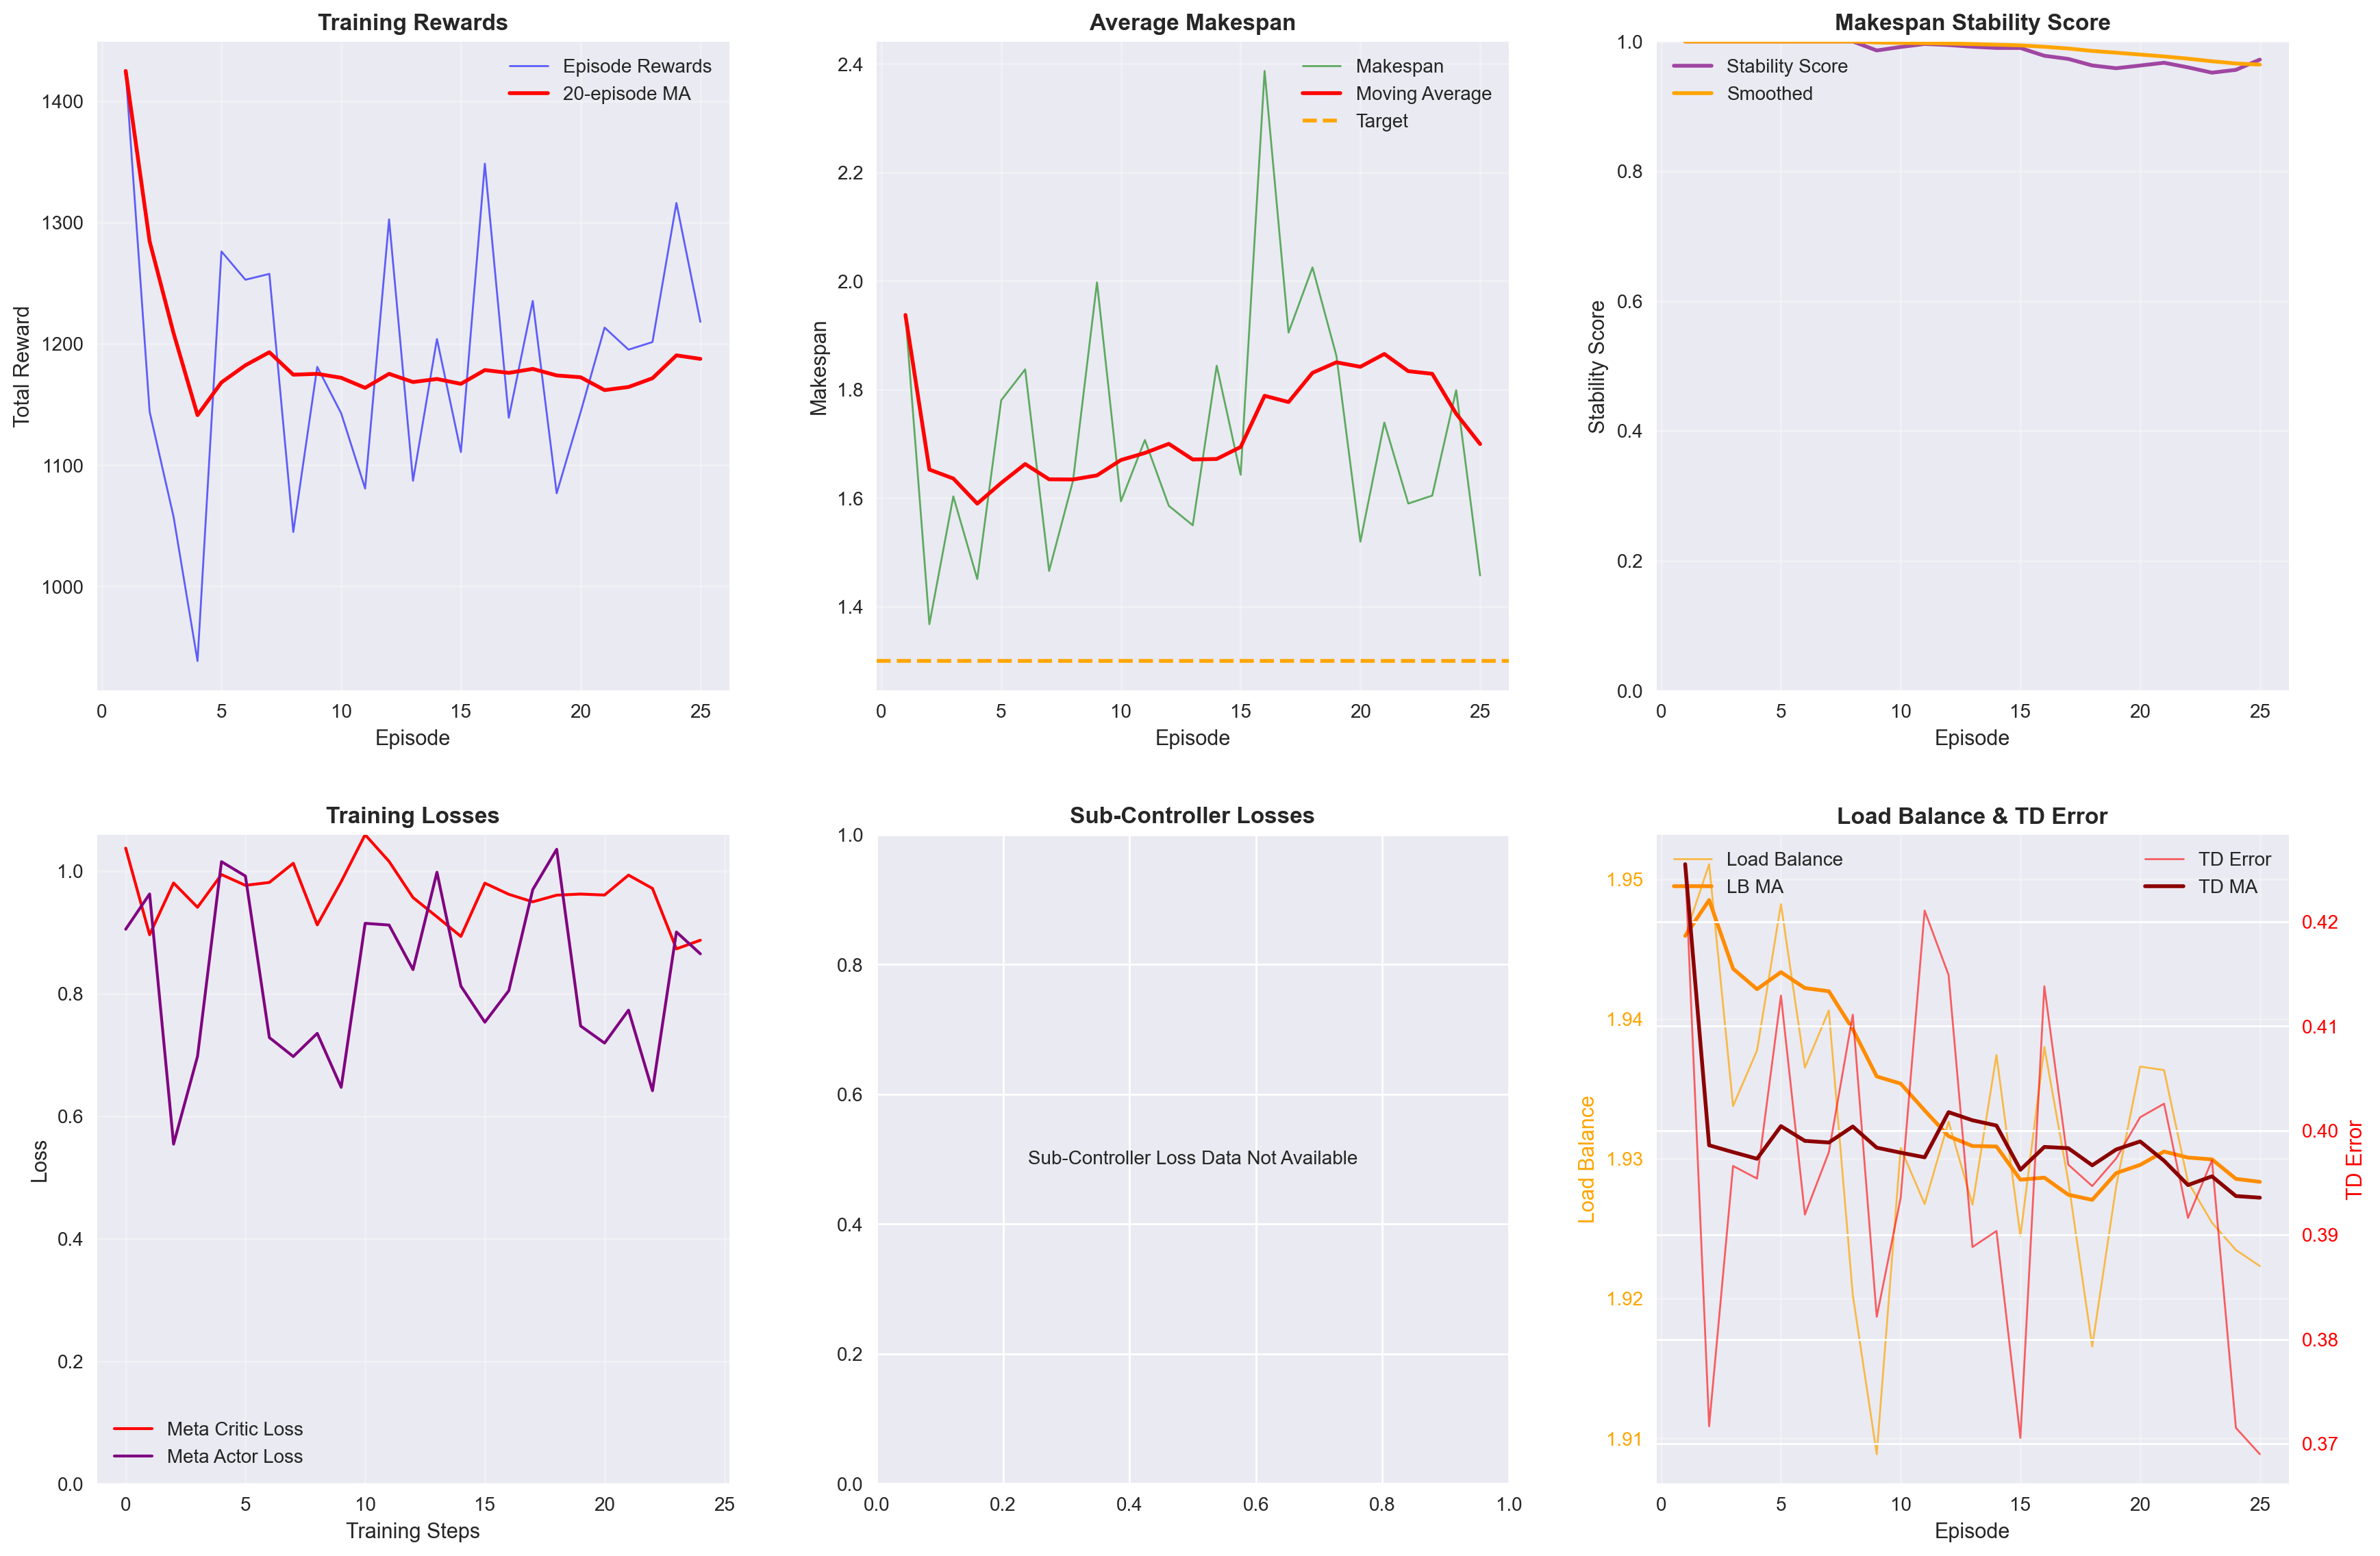 Training Rewards
Episode Rewards
20-episode MA
Total Reward
1400
1300
1200
1100
1000
0 5 10 15 20 25
Episode
Average Makespan
Makespan
Moving Average
Target
Makespan
2.4
2.2
2.0
1.8
1.6
1.4
0 5 10 15 20 25
Episode
Makespan Stability Score
Stability Score
Smoothed
Stability Score
1.0
0.8
0.6
0.4
0.2
0.0
0 5 10 15 20 25
Episode
Training Losses
Loss
1.0
0.8
0.6
0.4
0.2
0.0
Meta Critic Loss
Meta Actor Loss
0 5 10 15 20 25
Training Steps
Sub-Controller Losses
1.0
0.8
0.6
0.4
0.2
0.0
Sub-Controller Loss Data Not Available
0.0 0.2 0.4 0.6 0.8 1.0
Load Balance & TD Error
Load Balance
LB MA
TD Error
TD MA
Load Balance
1.95
1.94
1.93
1.92
1.91
0.42
0.41
0.40
0.39
0.38
0.37
TD Error
0 5 10 15 20 25
Episode